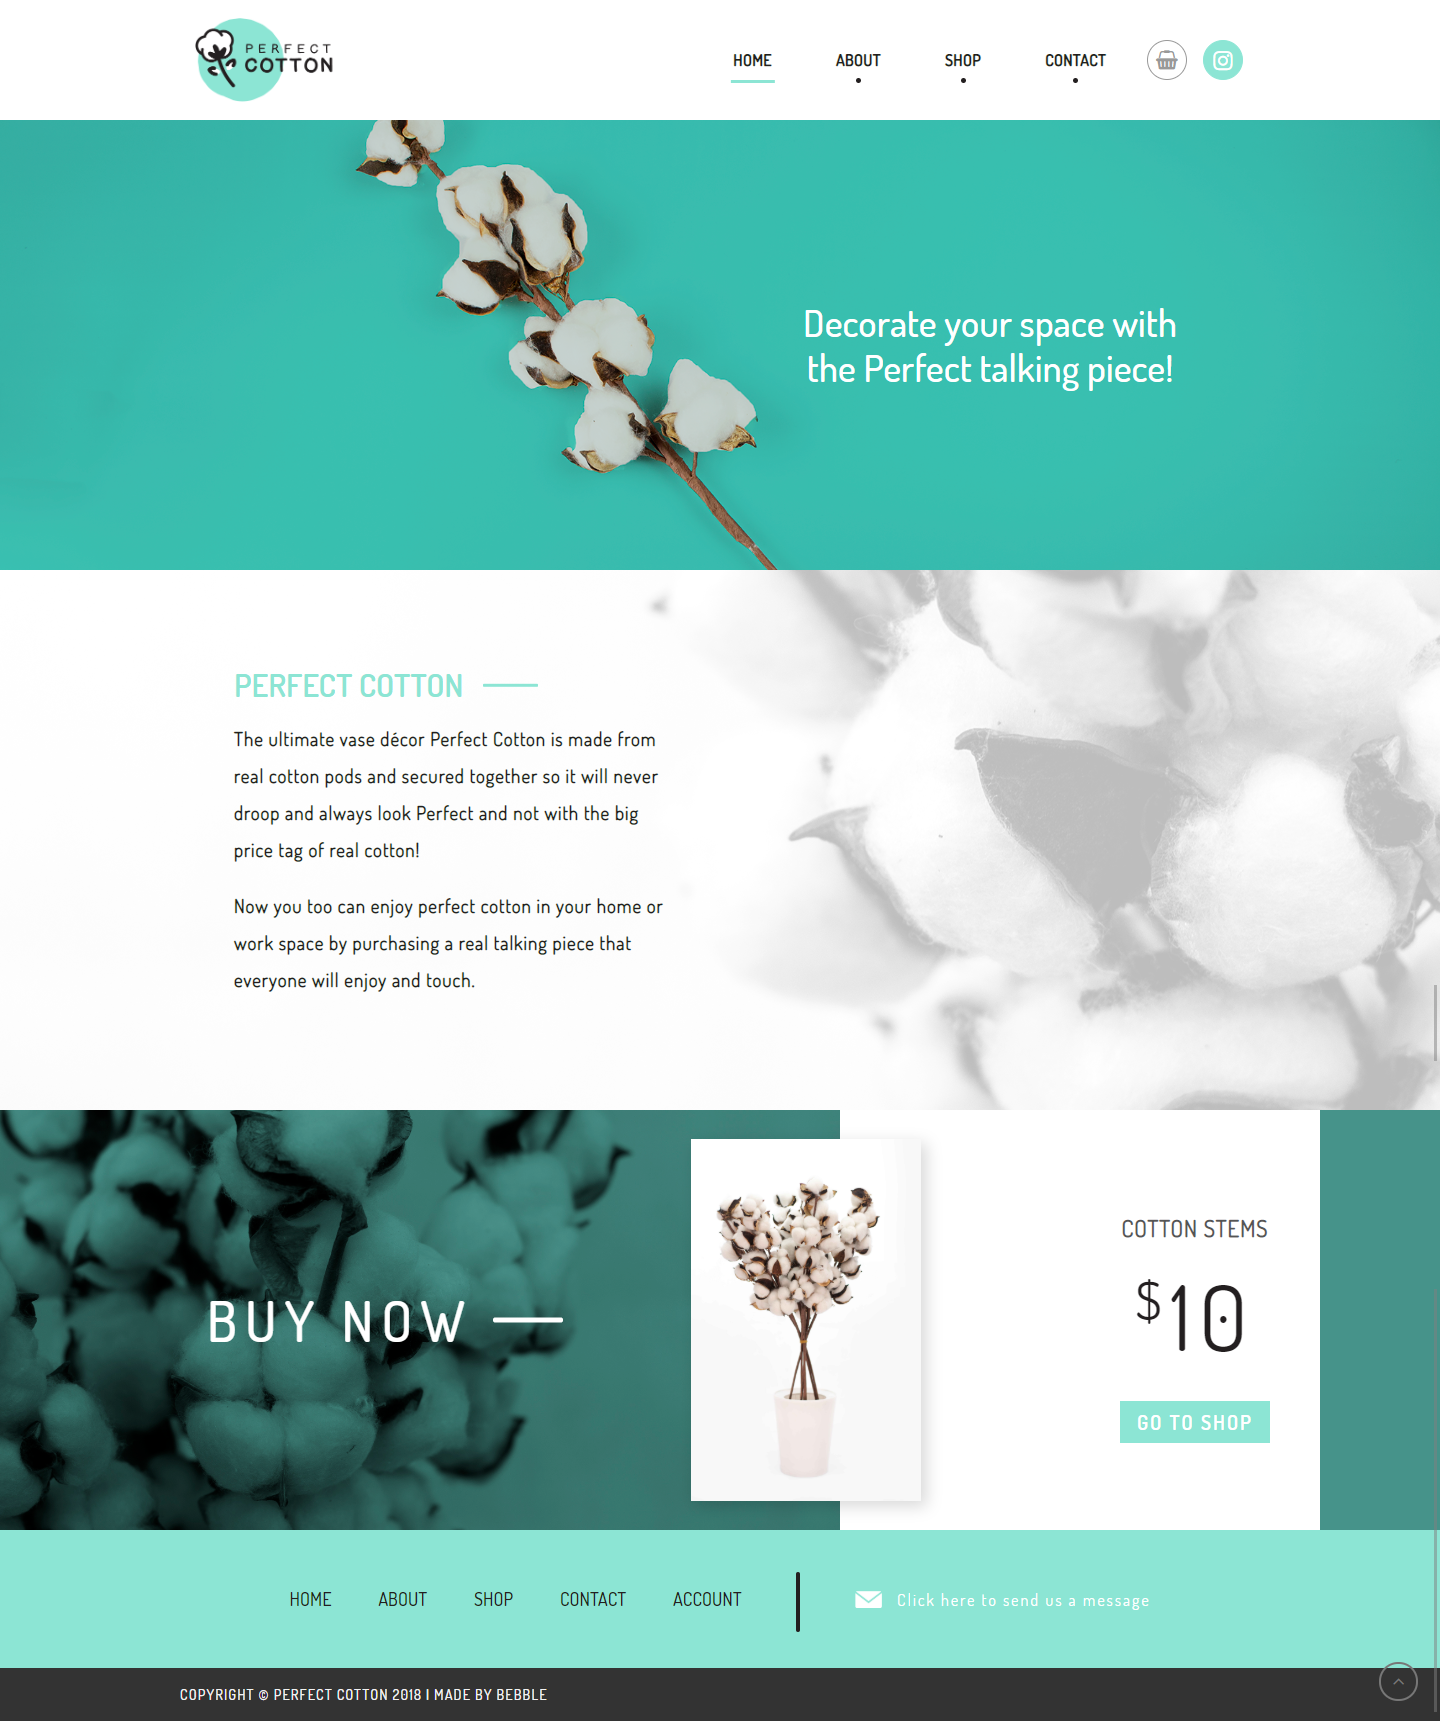 PERFECT
COTTON
HOME
ABOUT
SHOP
CONTACT
Decorate your space with
the Perfect talking piece!
PERFECT COTTON
The ultimate vase décor Perfect Cotton is made from
real cotton pods and secured together so it will never
droop and always look Perfect and not with the big
price tag of real cotton!
Now you too can enjoy perfect cotton in your home or
work space by purchasing a real talking piece that
everyone will enjoy and touch.
BUY NOW
COTTON STEMS
$10
GO TO SHOP
HOME
ABOUT
SHOP
CONTACT
ACCOUNT
Click here to send us a message
COPYRIGHT © PERFECT COTTON 2018 I MADE BY BEBBLE